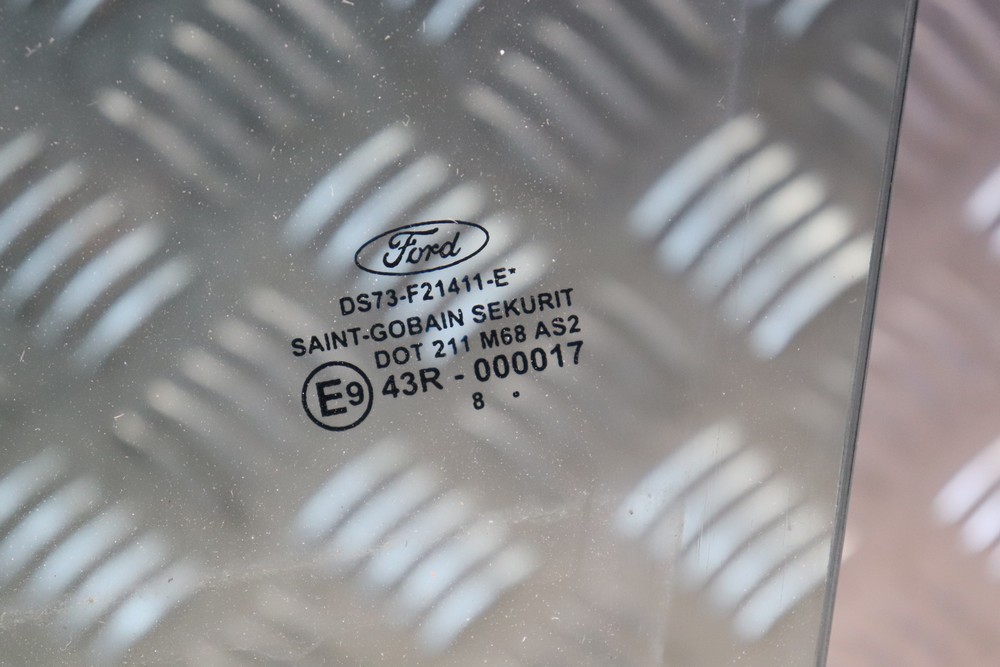 Ford
DS73-F21411-E*
SAINT-GOBAIN SEKURIT
DOT 211 M68 AS2
E9 43R - 000017
8 °